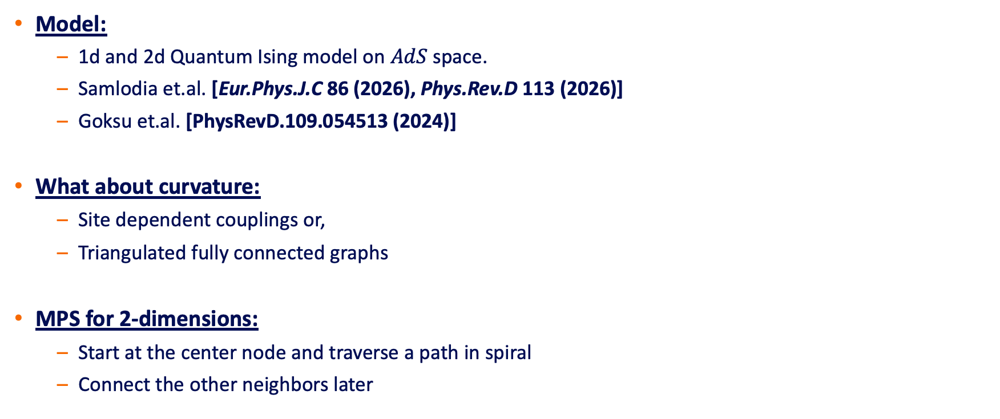 • Model:
– 1d and 2d Quantum Ising model on AdS space.
– Samlodia et.al. [Eur.Phys.J.C 86 (2026), Phys.Rev.D 113 (2026)]
– Goksu et.al. [PhysRevD.109.054513 (2024)]
• What about curvature:
– Site dependent couplings or,
– Triangulated fully connected graphs
• MPS for 2-dimensions:
– Start at the center node and traverse a path in spiral
– Connect the other neighbors later